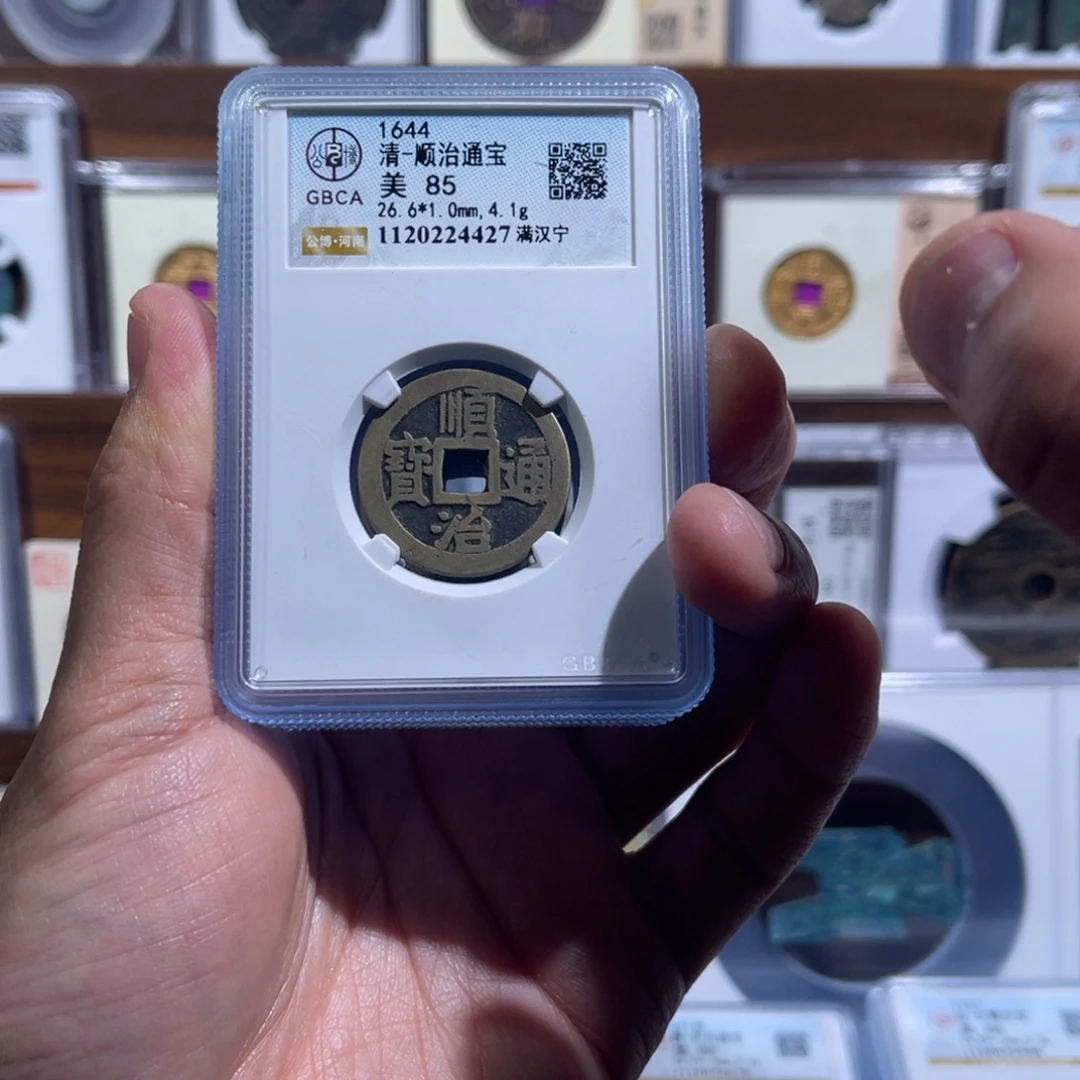 1644
清-顺治通宝
美 85
26.6*1.0mm, 4.1g
1120224427 满汉宁
GBCA
公博·河南
順
寶 通
治